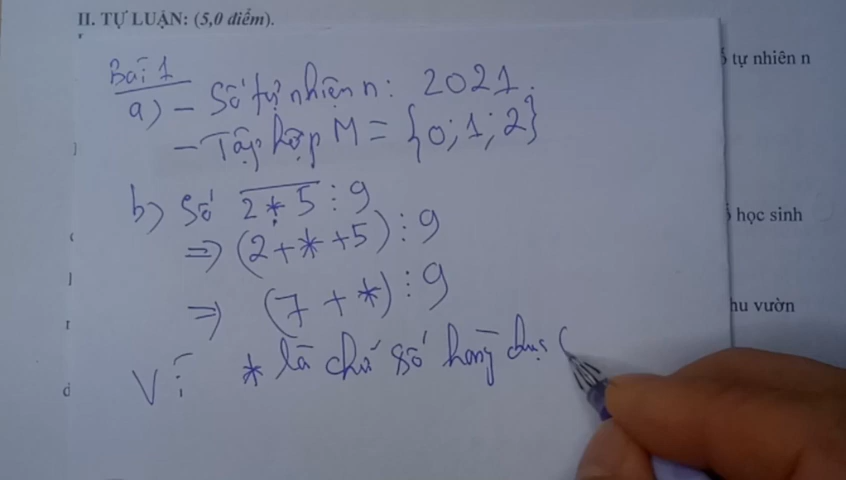 II. TỰ LUẬN: (5,0 điểm).
tự nhiên n
Bài 1
a) - Số tự nhiên n: 2021.
- Tập hợp M = {0; 1; 2}
b) Số 2*5 ⋮ 9
học sinh
=> (2 + * + 5) ⋮ 9
=> (7 + *) ⋮ 9
hu vườn
Vì * là chữ số hàng chục (